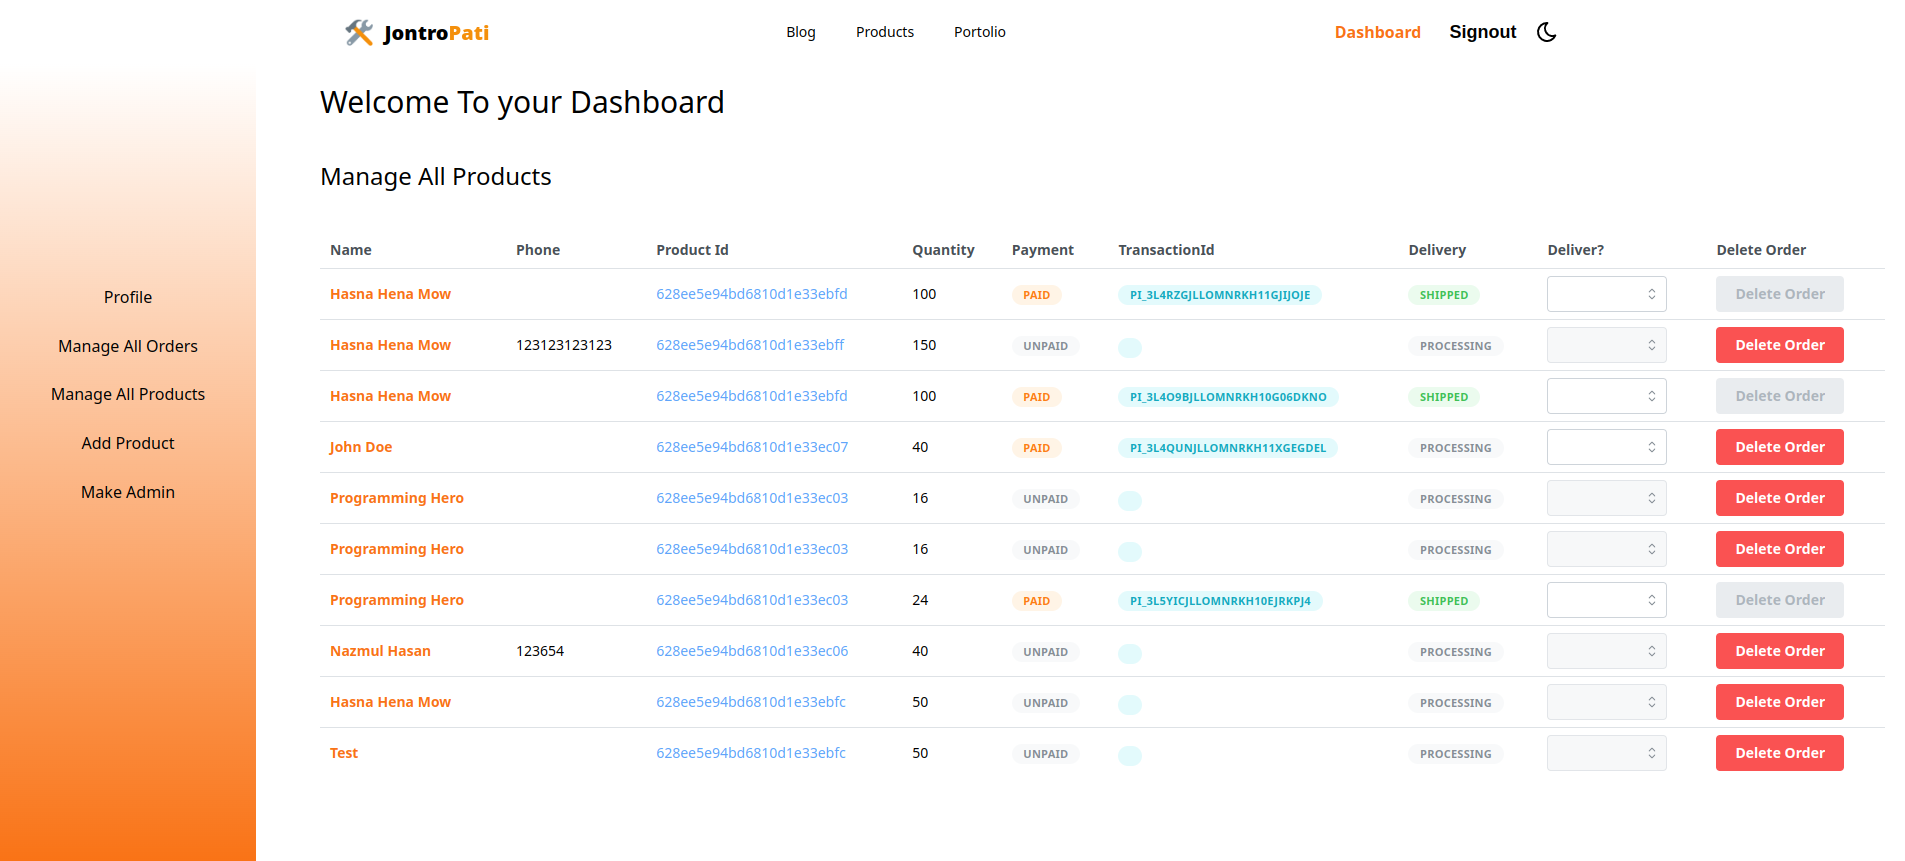 JontroPati Blog Products Portolio Dashboard Signout
Welcome To your Dashboard
Manage All Products
Profile
Manage All Orders
Manage All Products
Add Product
Make Admin
Name Phone Product Id Quantity Payment TransactionId Delivery Deliver? Delete Order
Hasna Hena Mow 628ee5e94bd6810d1e33ebfd 100 PAID PI_3L4RZGJLLOMNRKH11GJIJOJE SHIPPED Delete Order
Hasna Hena Mow 123123123123 628ee5e94bd6810d1e33ebff 150 UNPAID PROCESSING Delete Order
Hasna Hena Mow 628ee5e94bd6810d1e33ebfd 100 PAID PI_3L4O9BJLLOMNRKH10G06DKNO SHIPPED Delete Order
John Doe 628ee5e94bd6810d1e33ec07 40 PAID PI_3L4QUNJLLOMNRKH11XGEGDEL PROCESSING Delete Order
Programming Hero 628ee5e94bd6810d1e33ec03 16 UNPAID PROCESSING Delete Order
Programming Hero 628ee5e94bd6810d1e33ec03 16 UNPAID PROCESSING Delete Order
Programming Hero 628ee5e94bd6810d1e33ec03 24 PAID PI_3L5YICJLLOMNRKH10EJRKPJ4 SHIPPED Delete Order
Nazmul Hasan 123654 628ee5e94bd6810d1e33ec06 40 UNPAID PROCESSING Delete Order
Hasna Hena Mow 628ee5e94bd6810d1e33ebfc 50 UNPAID PROCESSING Delete Order
Test 628ee5e94bd6810d1e33ebfc 50 UNPAID PROCESSING Delete Order